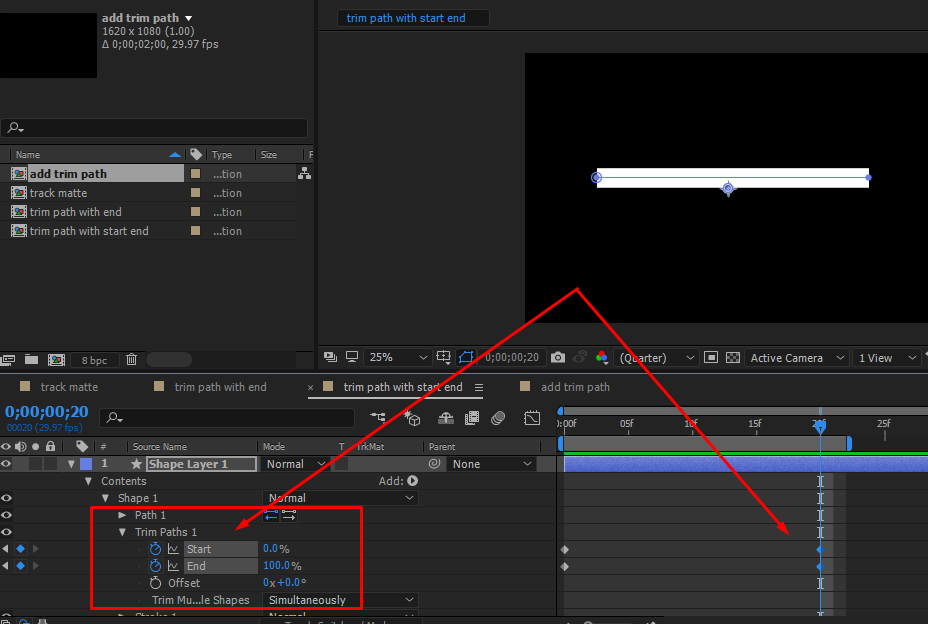 add trim path
1620 x 1080 (1.00)
Δ 0;00;02;00, 29.97 fps
trim path with start end
Name Type Size F
add trim path ...tion
track matte ...tion
trim path with end ...tion
trim path with start end ...tion
8 bpc
25% 0;00;00;20 (Quarter) Active Camera 1 View
track matte trim path with end × trim path with start end add trim path
0;00;00;20
00020 (29.97 fps)
:00f 05f 10f 15f 20f 25f
# Source Name Mode T TrkMat Parent
1 Shape Layer 1 Normal None
Contents Add:
Shape 1 Normal
Path 1
Trim Paths 1
Start 0.0%
End 100.0%
Offset 0x+0.0°
Trim Mu...le Shapes Simultaneously